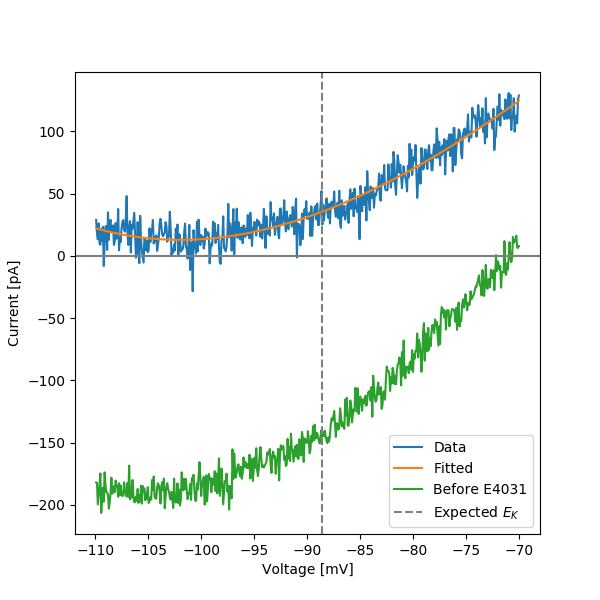 100
50
0
−50
−100
−150
−200
Current [pA]
Data
Fitted
Before E4031
Expected E_K
−110 −105 −100 −95 −90 −85 −80 −75 −70
Voltage [mV]